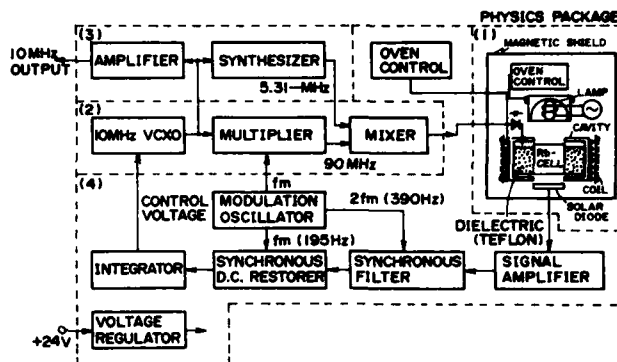 PHYSICS PACKAGE
(1)
MAGNETIC SHIELD
10MHz
OUTPUT
(3)
AMPLIFIER
SYNTHESIZER
5.31-MHz
OVEN
CONTROL
OVEN
CONTROL
LAMP
CAVITY
(2)
10MHz VCXO
MULTIPLIER
MIXER
90MHz
Rb-
CELL
COIL
SOLAR
DIODE
DIELECTRIC
(TEFLON)
(4)
CONTROL
VOLTAGE
fm
MODULATION
OSCILLATOR
2fm (390Hz)
fm (195Hz)
INTEGRATOR
SYNCHRONOUS
D.C. RESTORER
SYNCHRONOUS
FILTER
SIGNAL
AMPLIFIER
+24V
VOLTAGE
REGULATOR